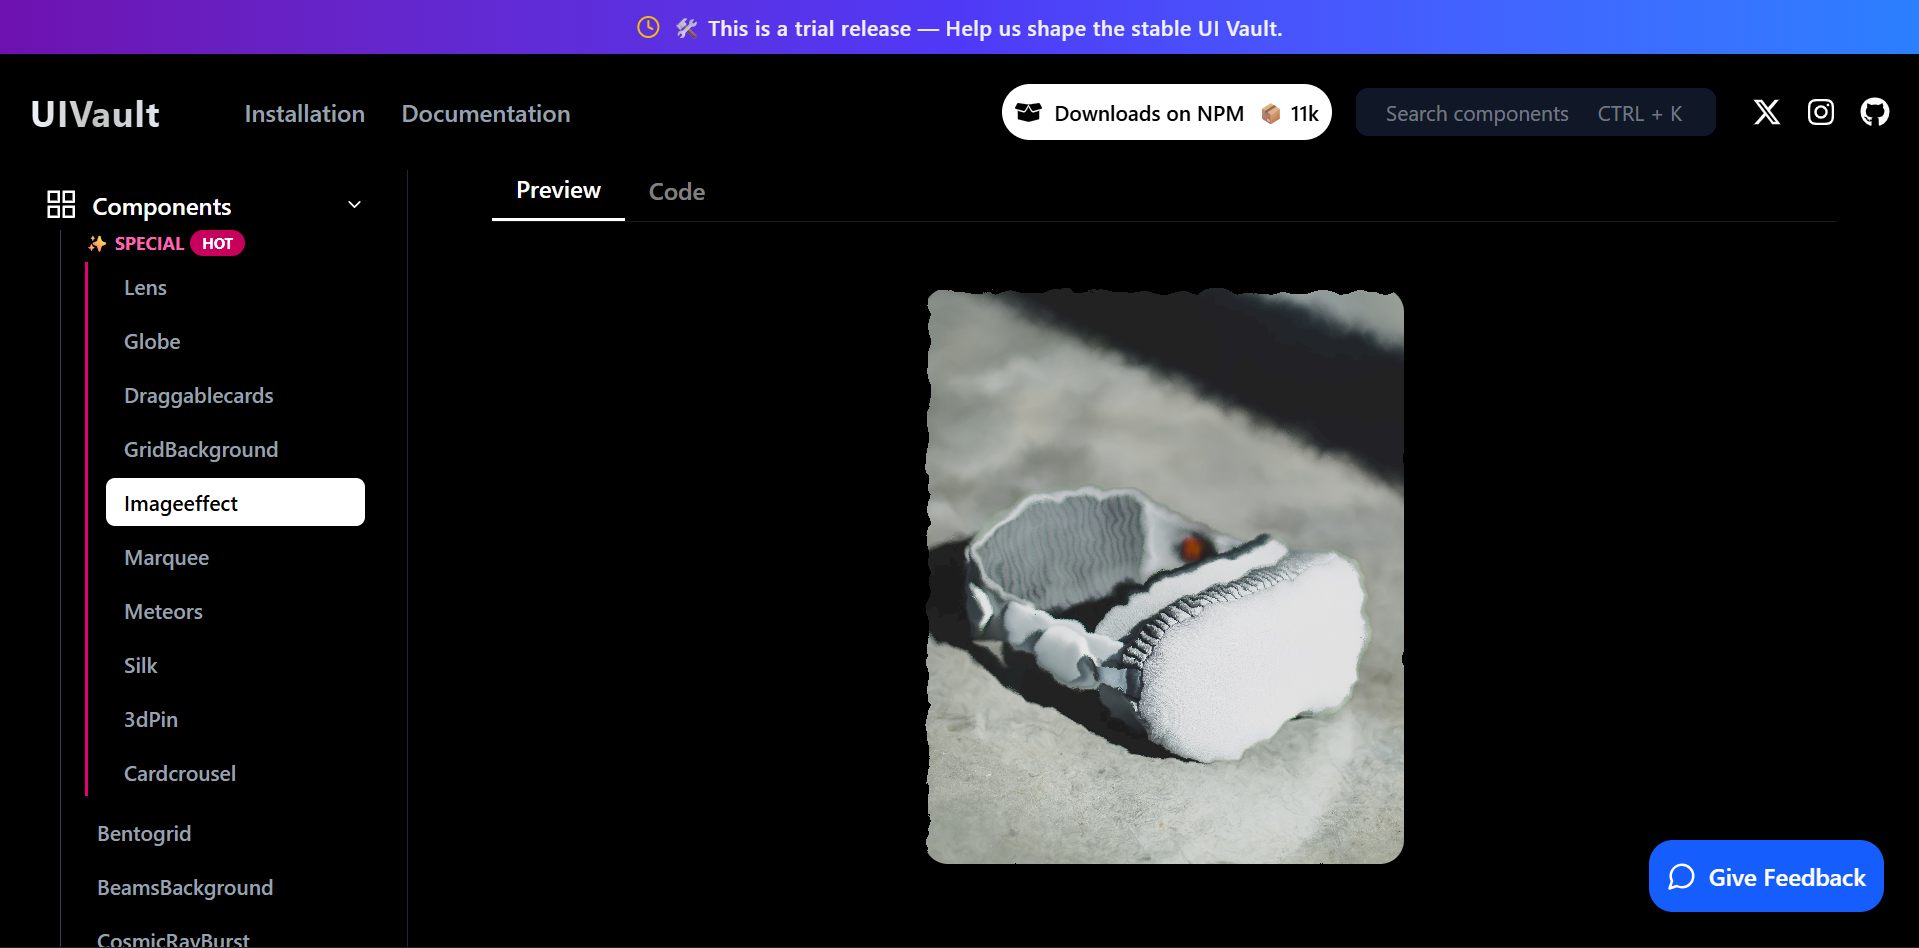 🛠️ This is a trial release — Help us shape the stable UI Vault.
UIVault
Installation
Documentation
Downloads on NPM 📦 11k
Search components CTRL + K
Components
✨ SPECIAL HOT
Lens
Globe
Draggablecards
GridBackground
Imageeffect
Marquee
Meteors
Silk
3dPin
Cardcrousel
Bentogrid
BeamsBackground
CosmicRayBurst
Preview
Code
Give Feedback